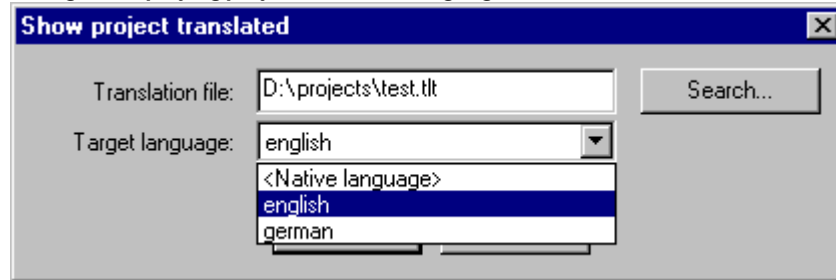 Show project translated
Translation file: D:\projects\test.tlt Search...
Target language: english
<Native language>
english
german